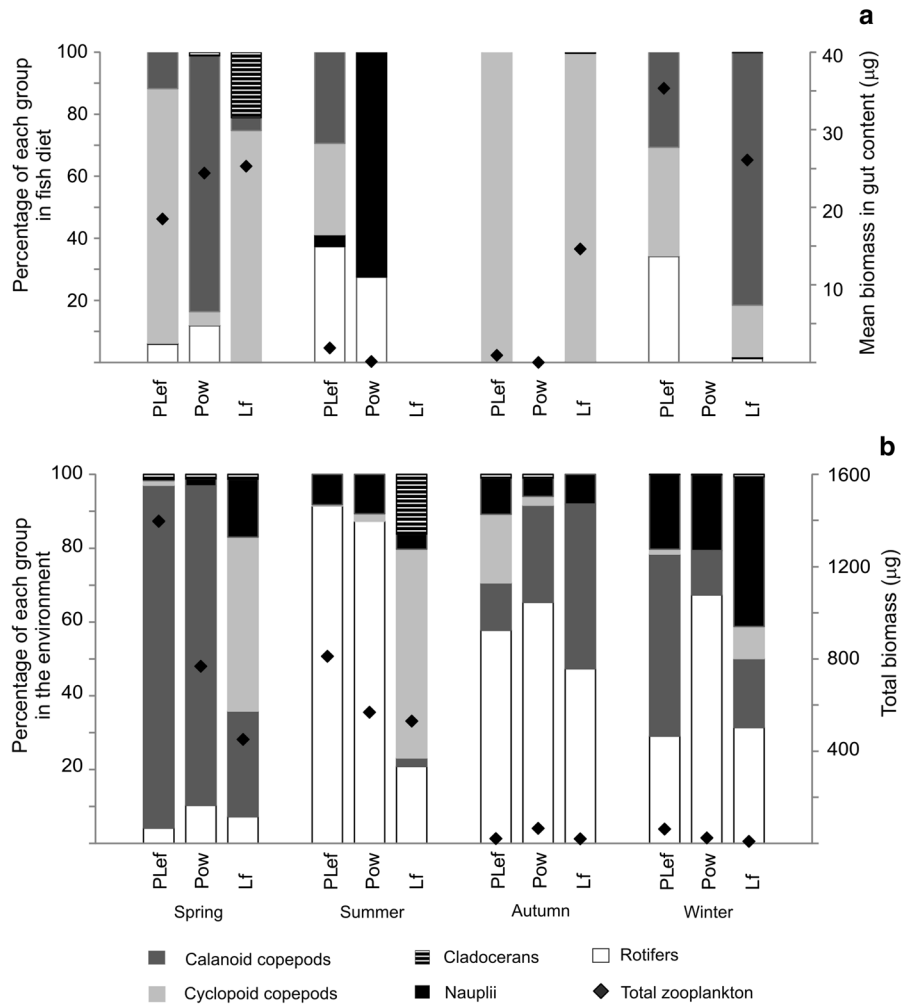 a
100
80
60
40
20
Percentage of each group
in fish diet
40
30
20
10
Mean biomass in gut content (µg)
PLef
Pow
Lf
PLef
Pow
Lf
PLef
Pow
Lf
PLef
Pow
Lf
b
100
80
60
40
20
Percentage of each group
in the environment
1600
1200
800
400
Total biomass (µg)
PLef
Pow
Lf
PLef
Pow
Lf
PLef
Pow
Lf
PLef
Pow
Lf
Spring
Summer
Autumn
Winter
Calanoid copepods
Cladocerans
Rotifers
Cyclopoid copepods
Nauplii
Total zooplankton